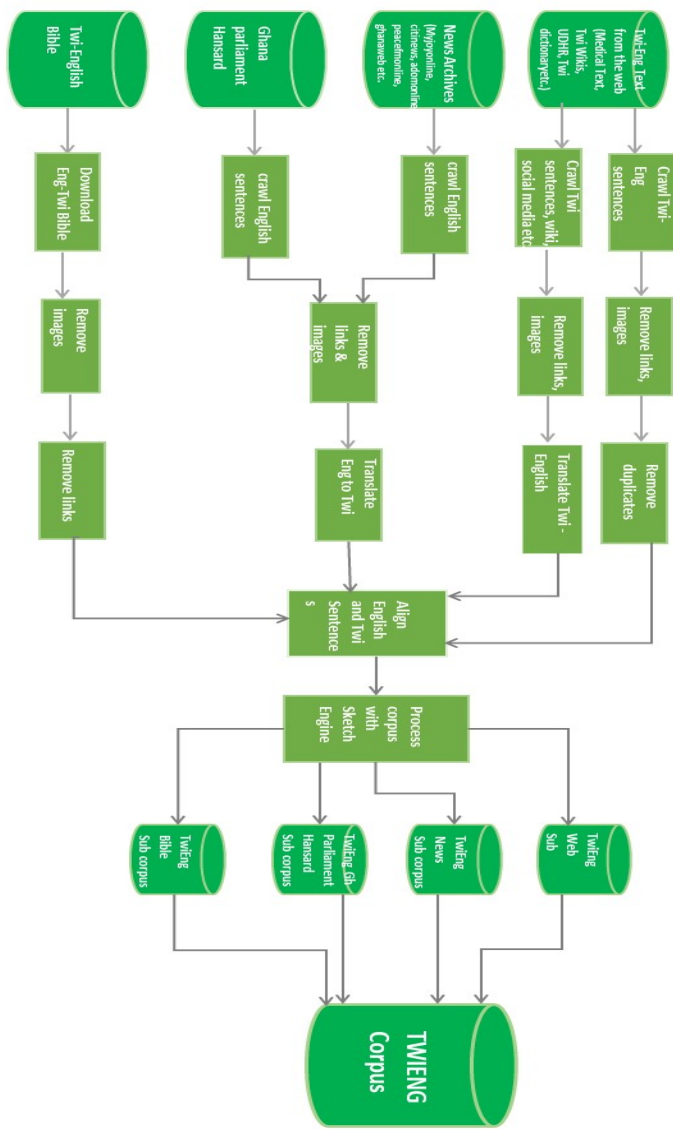 Twi-Eng Text
from the web
(Medical Text,
Twi Wikis,
UDHR, Twi
dictionaryetc.)
News Archives
(Myjoyonline,
citinews, adomonline
peacefmonline,
ghanaweb etc.
Ghana
parliament
Hansard
Twi-English
Bible
Crawl Twi-
Eng
sentences
Crawl Twi
sentences, wiki,
social media etc
crawl English
sentences
crawl English
sentences
Download
Eng-Twi Bible
Remove links,
images
Remove links,
images
Remove
links &
images
Remove
images
Remove
duplicates
Translate Twi -
English
Translate
Eng to Twi
Remove links
Align
English
and Twi
Sentence
s
Process
corpus
with
Sketch
Engine
TwiEng
Web
Sub
TwiEng
News
Sub corpus
TwiEng Gh
Parliament
Hansard
Sub corpus
TwiEng
Bible
Sub corpus
TWIENG
Corpus